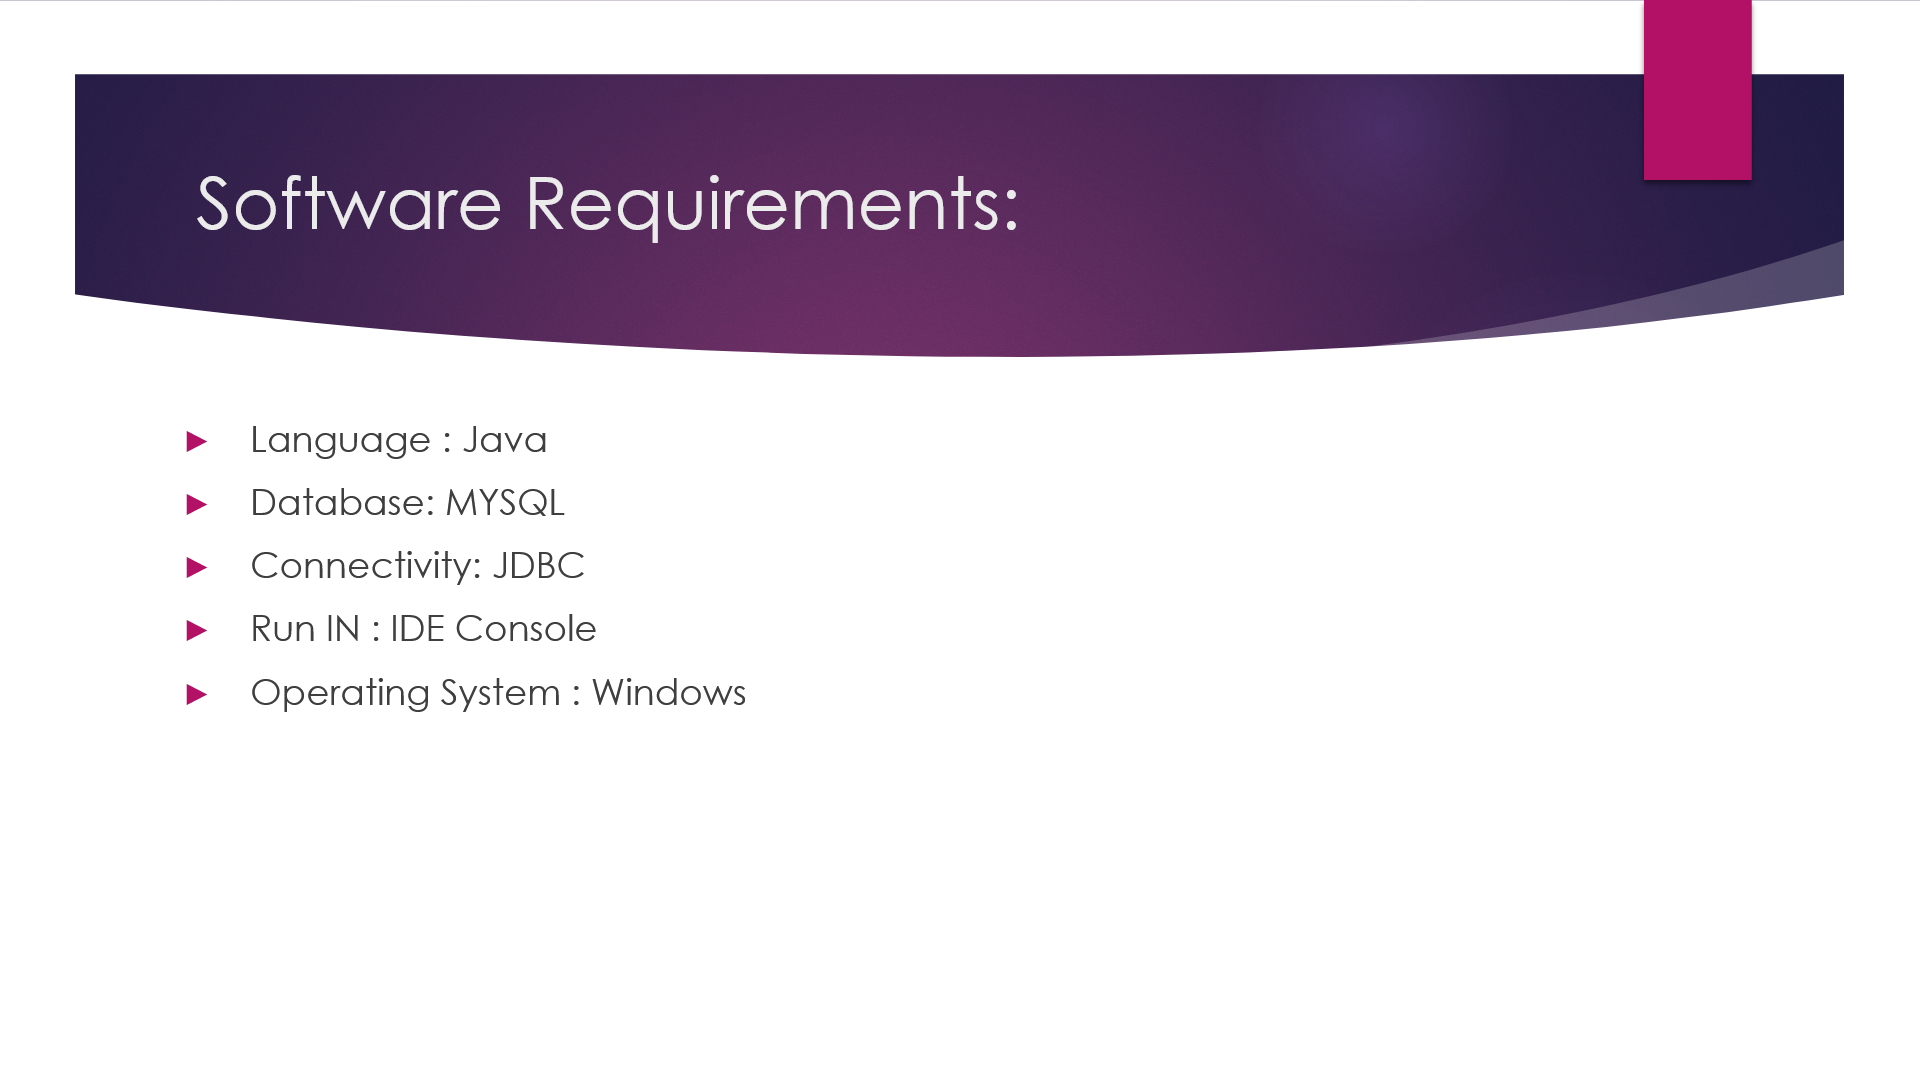 Software Requirements:
► Language : Java
► Database: MYSQL
► Connectivity: JDBC
► Run IN : IDE Console
► Operating System : Windows